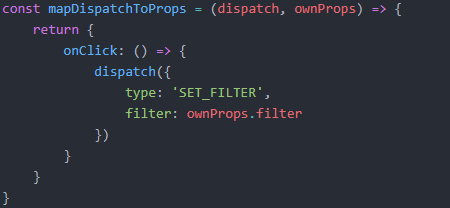 const mapDispatchToProps = (dispatch, ownProps) => {
    return {
        onClick: () => {
            dispatch({
                type: 'SET_FILTER',
                filter: ownProps.filter
            })
        }
    }
}